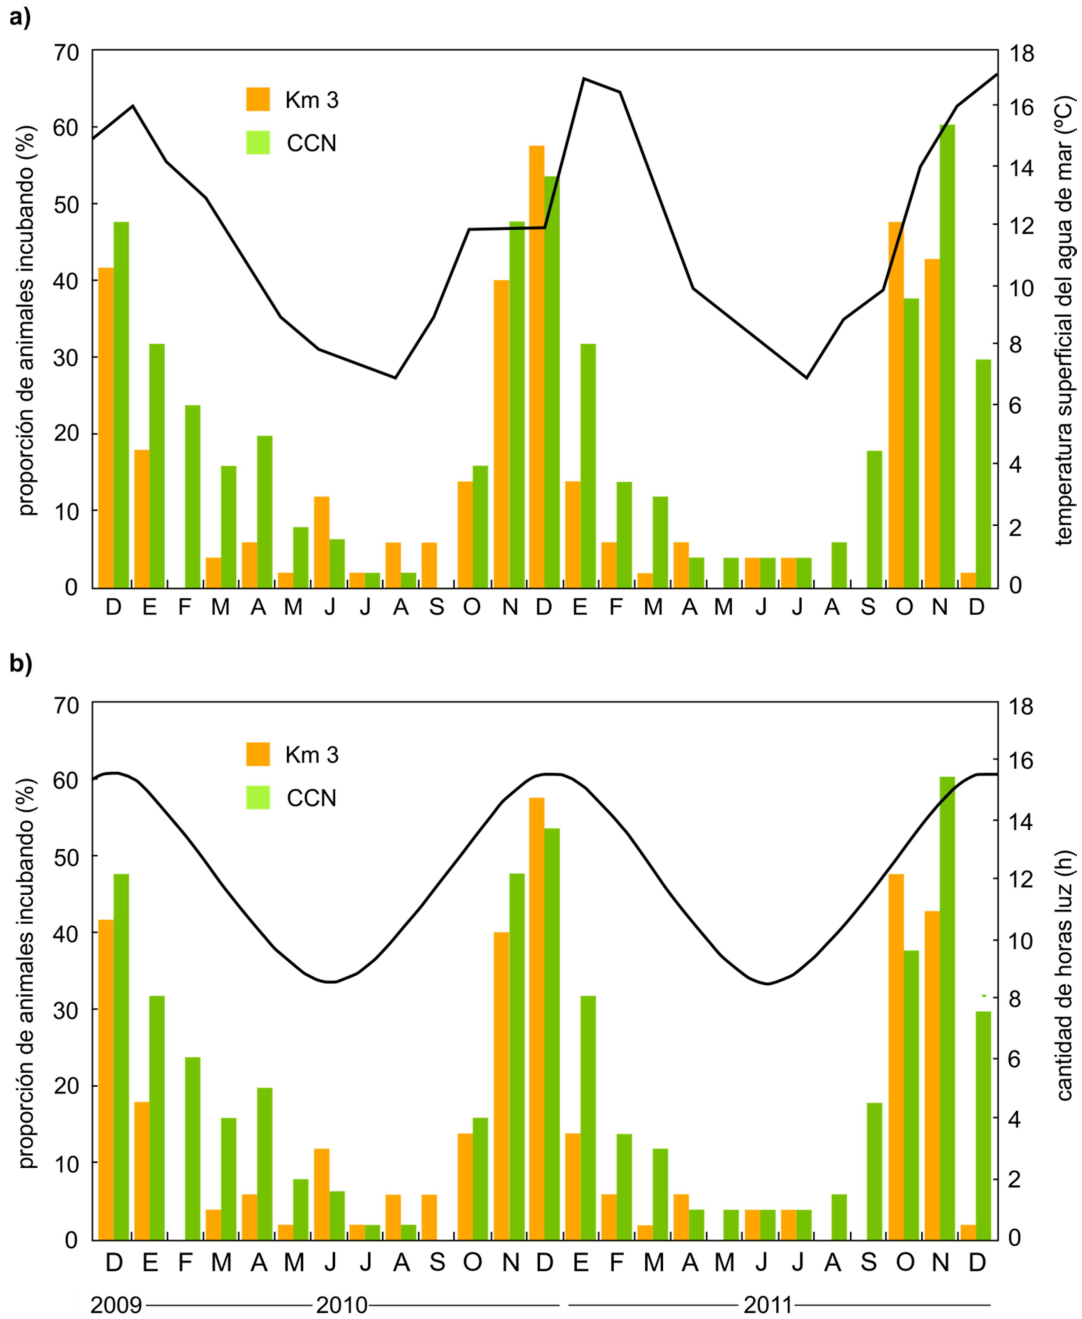 a)
proporción de animales incubando (%)
70
60
50
40
30
20
10
0
Km 3
CCN
18
16
14
12
10
8
6
4
2
0
temperatura superficial del agua de mar (ºC)
D E F M A M J J A S O N D E F M A M J J A S O N D
b)
proporción de animales incubando (%)
70
60
50
40
30
20
10
0
Km 3
CCN
18
16
14
12
10
8
6
4
2
0
cantidad de horas luz (h)
D E F M A M J J A S O N D E F M A M J J A S O N D
2009 2010 2011